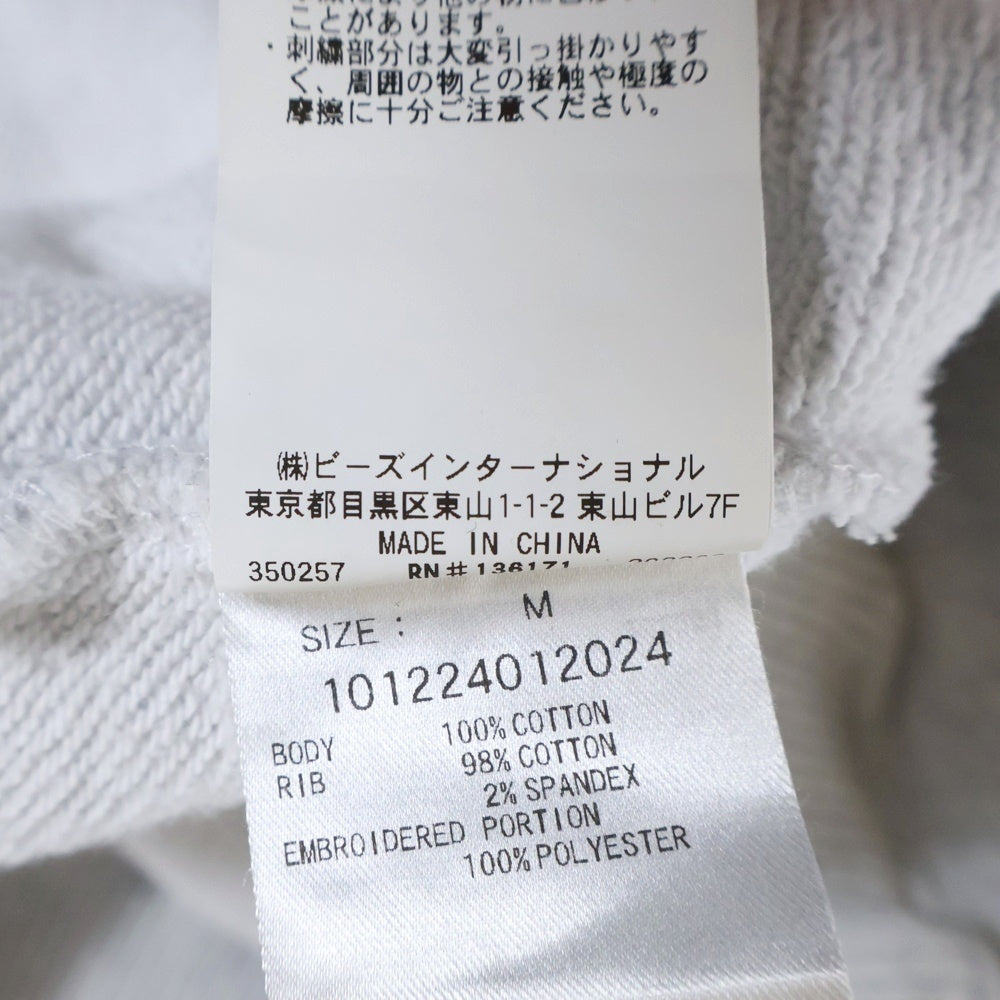 ことがあります。
・刺繍部分は大変引っ掛かりやす
く、周囲の物との接触や極度の
摩擦に十分ご注意ください。
㈱ビーズインターナショナル
東京都目黒区東山1-1-2 東山ビル7F
MADE IN CHINA
350257 RN#136171
SIZE: M
101224012024
BODY 100% COTTON
RIB 98% COTTON
2% SPANDEX
EMBROIDERED PORTION
100% POLYESTER